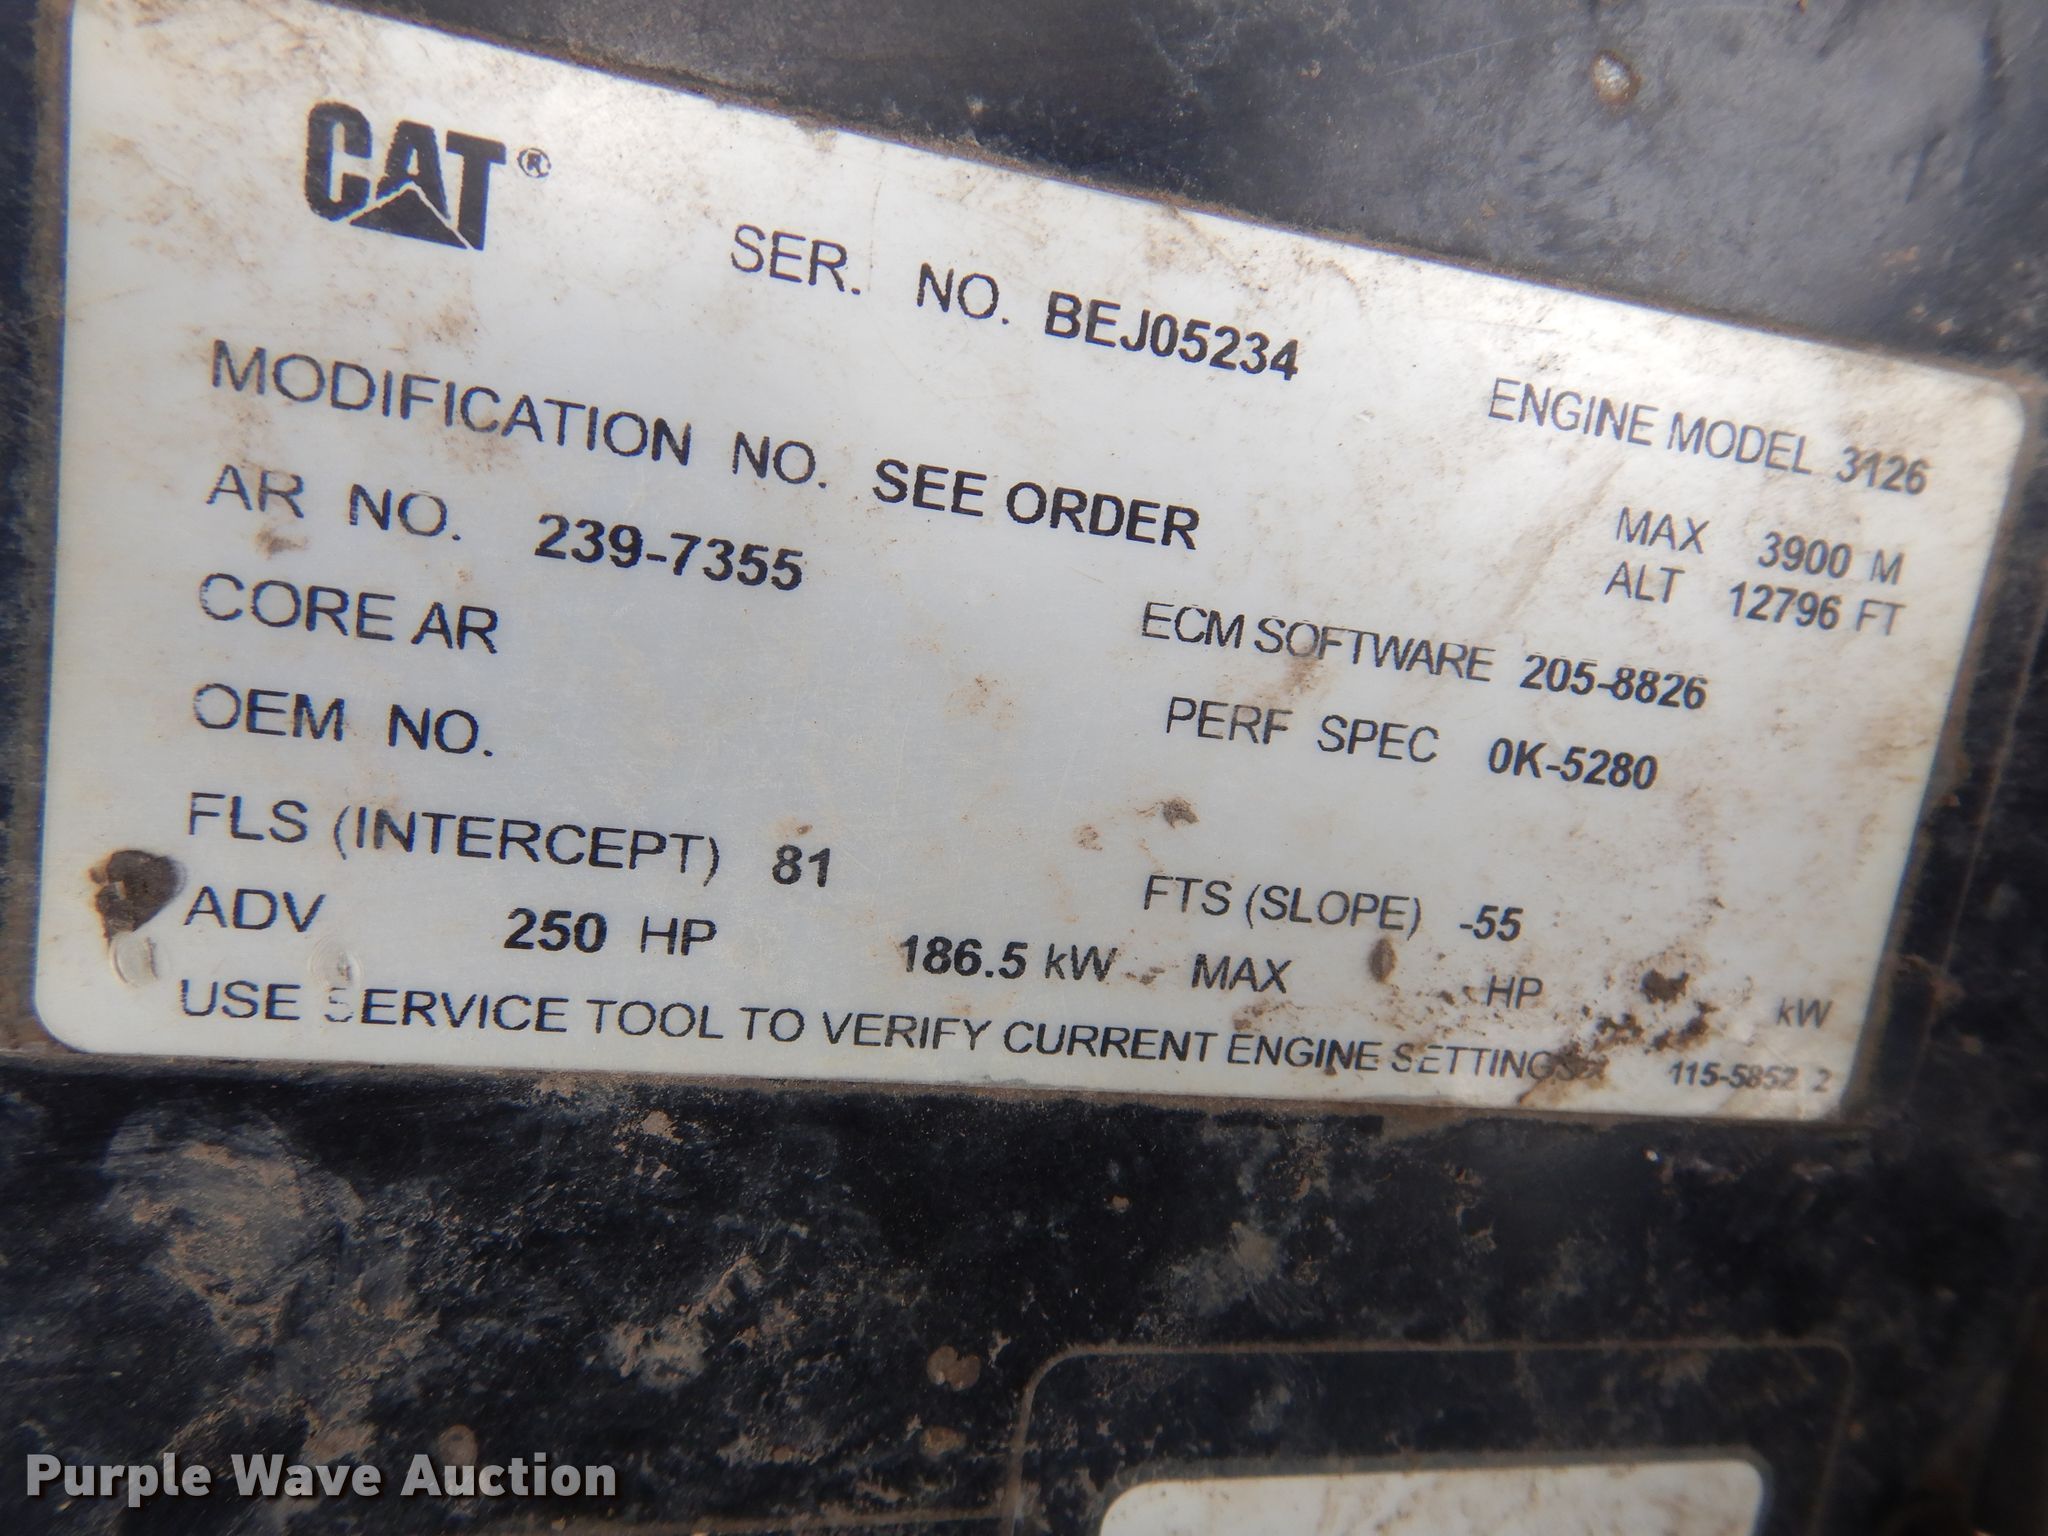 CAT®
SER. NO. BEJ05234
ENGINE MODEL 3126
MODIFICATION NO. SEE ORDER
MAX 3900 M
ALT 12796 FT
AR NO. 239-7355
CORE AR
ECM SOFTWARE 205-8826
OEM NO.
PERF SPEC 0K-5280
FLS (INTERCEPT) 81
FTS (SLOPE) -55
ADV 250 HP 186.5 kW MAX HP kW
USE SERVICE TOOL TO VERIFY CURRENT ENGINE SETTINGS
115-5852 2
Purple Wave Auction